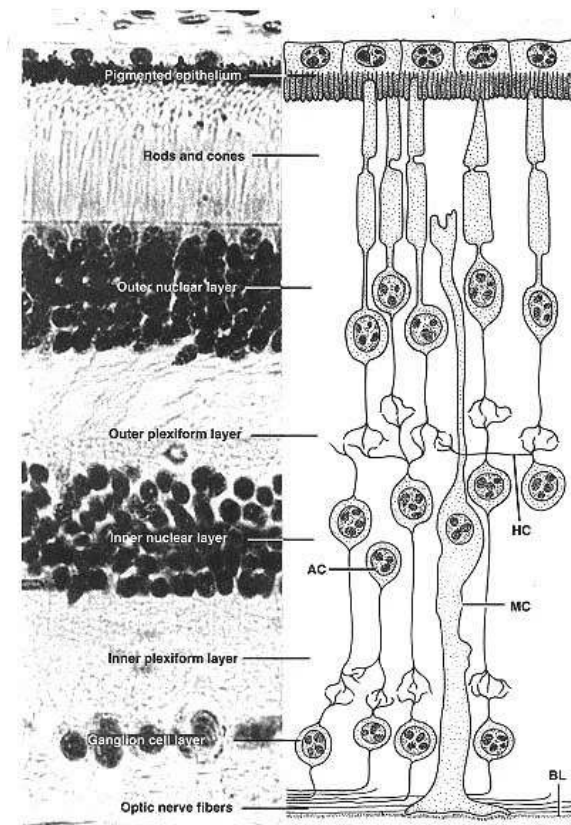 Pigmented epithelium
Rods and cones
Outer nuclear layer
Outer plexiform layer
HC
Inner nuclear layer
AC
MC
Inner plexiform layer
Ganglion cell layer
BL
Optic nerve fibers